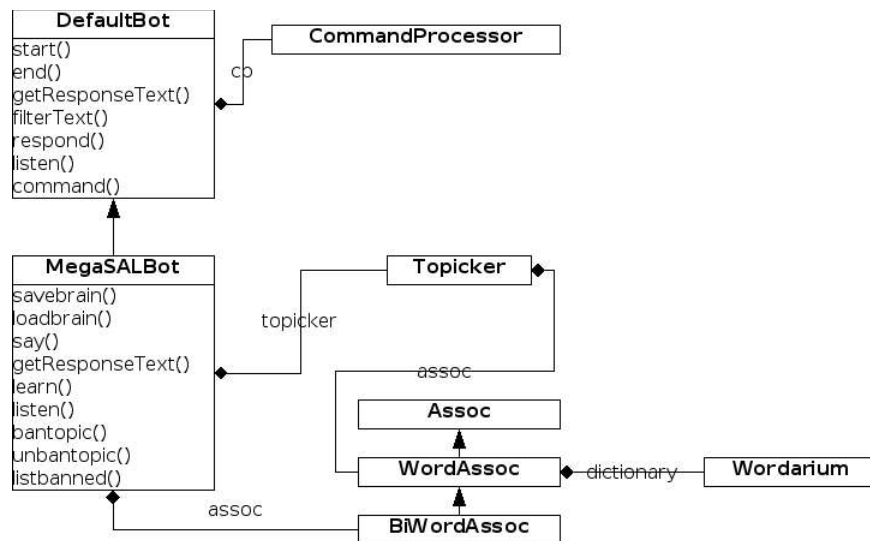 DefaultBot
start()
end()
getResponseText()
filterText()
respond()
listen()
command()
CommandProcessor
cp
MegaSALBot
savebrain()
loadbrain()
say()
getResponseText()
learn()
listen()
bantopic()
unbantopic()
listbanned()
topicker
Topicker
assoc
Assoc
WordAssoc
dictionary
Wordarium
assoc
BiWordAssoc